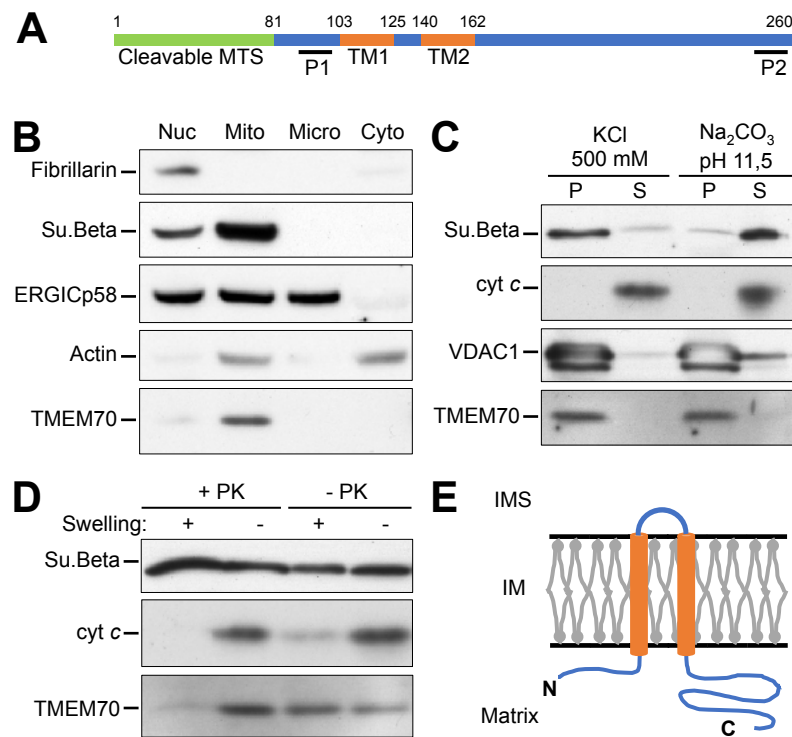 A
1 81 103 125 140 162 260
Cleavable MTS P1 TM1 TM2 P2
B
Nuc Mito Micro Cyto
Fibrillarin
Su.Beta
ERGICp58
Actin
TMEM70
C
KCl Na₂CO₃
500 mM pH 11,5
P S P S
Su.Beta
cyt c
VDAC1
TMEM70
D
+ PK - PK
Swelling: + - + -
Su.Beta
cyt c
TMEM70
E
IMS
IM
N
Matrix
C